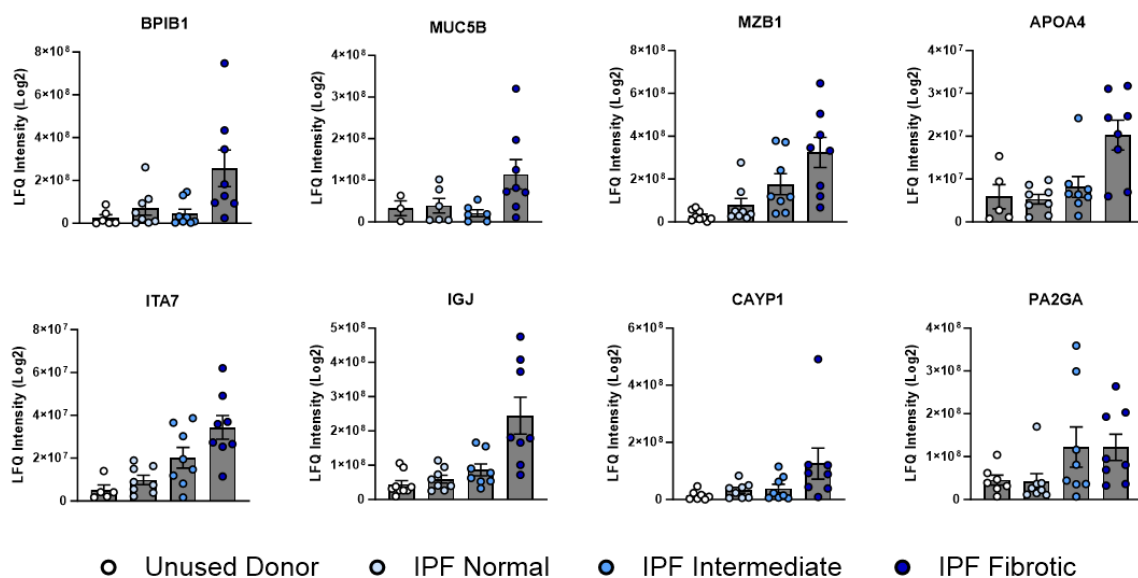 BPIB1
MUC5B
MZB1
APOA4
LFQ Intensity (Log2)
8×10⁸
6×10⁸
4×10⁸
2×10⁸
0
LFQ Intensity (Log2)
4×10⁸
3×10⁸
2×10⁸
1×10⁸
0
LFQ Intensity (Log2)
8×10⁸
6×10⁸
4×10⁸
2×10⁸
0
LFQ Intensity (Log2)
4×10⁷
3×10⁷
2×10⁷
1×10⁷
0
ITA7
IGJ
CAYP1
PA2GA
LFQ Intensity (Log2)
8×10⁷
6×10⁷
4×10⁷
2×10⁷
0
LFQ Intensity (Log2)
5×10⁸
4×10⁸
3×10⁸
2×10⁸
1×10⁸
0
LFQ Intensity (Log2)
6×10⁸
4×10⁸
2×10⁸
0
LFQ Intensity (Log2)
4×10⁸
3×10⁸
2×10⁸
1×10⁸
0
Unused Donor
IPF Normal
IPF Intermediate
IPF Fibrotic